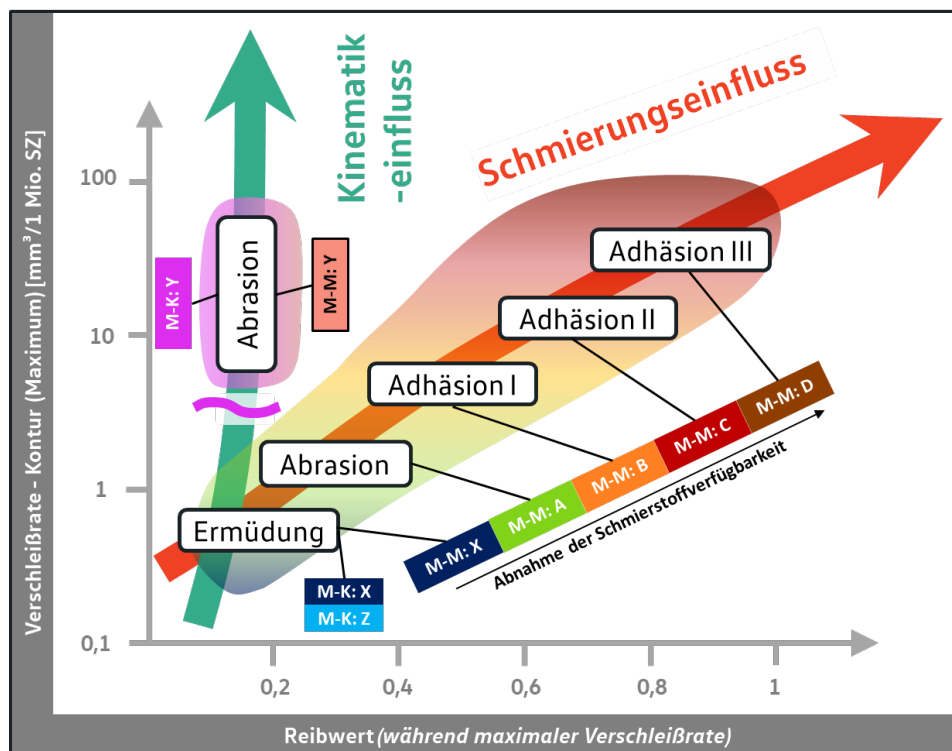 Kinematik
-einfluss
Schmierungseinfluss
Verschleißrate - Kontur (Maximum) [mm³/1 Mio. SZ]
100
10
1
0,1
M-K: Y
Abrasion
M-M: Y
Adhäsion III
Adhäsion II
Adhäsion I
Abrasion
Ermüdung
M-M: X
M-M: A
M-M: B
M-M: C
M-M: D
Abnahme der Schmierstoffverfügbarkeit
M-K: X
M-K: Z
0,2
0,4
0,6
0,8
1
Reibwert (während maximaler Verschleißrate)